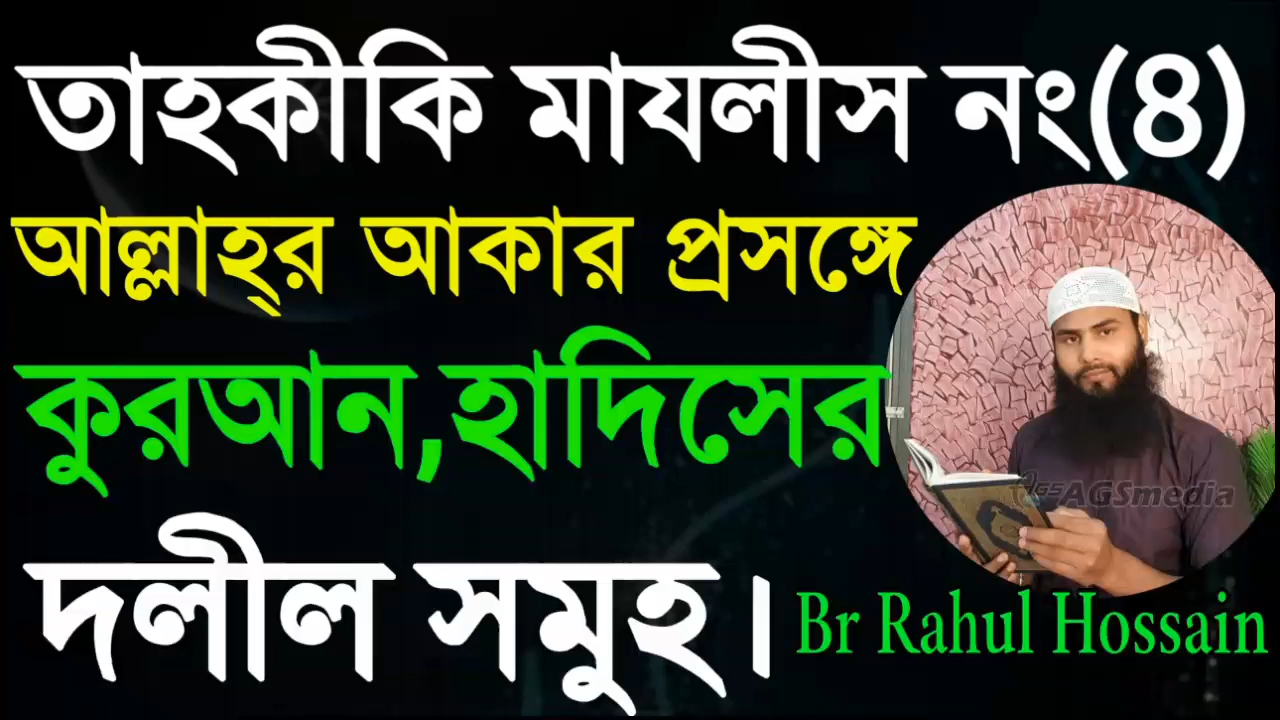 তাহকীকি মাযলীস নং(৪)
আল্লাহ্র আকার প্রসঙ্গে
কুরআন,হাদিসের
দলীল সমুহ।
Br Rahul Hossain
AGSmedia